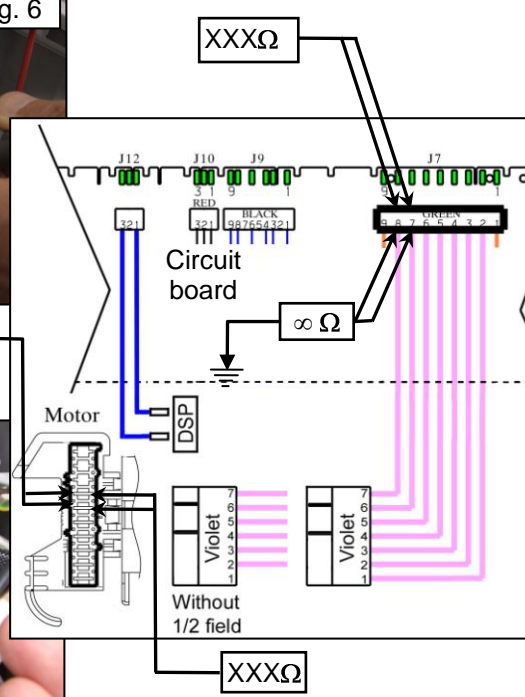 g. 6
XXXΩ
J12 J10 J9 J7
3 1 9 1 9 1
RED
321 321
BLACK
987654321
GREEN
9 8 7 6 5 4 3 2 1
Circuit
board
∞ Ω
Motor
DSP
Violet
7
6
5
4
3
2
1
Violet
7
6
5
4
3
2
1
Without
1/2 field
XXXΩ